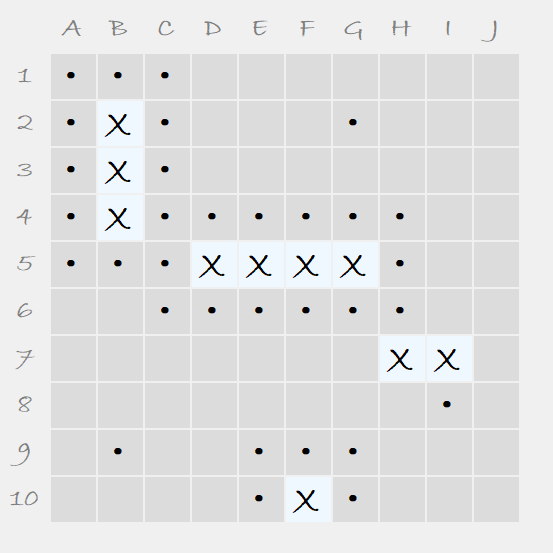 A B C D E F G H I J
1 • • •
2 • X • •
3 • X •
4 • X • • • • • •
5 • • • X X X X •
6 • • • • • •
7 X X
8 •
9 • • • •
10 • X •